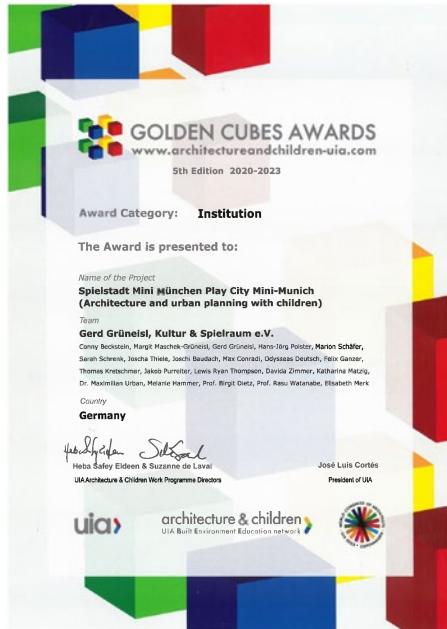 GOLDEN CUBES AWARDS
www.architectureandchildren-uia.com
5th Edition 2020-2023
Award Category: Institution
The Award is presented to:
Name of the Project
Spielstadt Mini München Play City Mini-Munich
(Architecture and urban planning with children)
Team
Gerd Grüneisl, Kultur & Spielraum e.V.
Conny Beckstein, Margit Maschek-Grüneisl, Gerd Grüneisl, Hans-Jörg Polster, Marion Schäfer,
Sarah Schrenk, Joscha Thiele, Joschi Baudach, Max Conradi, Odysseas Deutsch, Felix Ganzer,
Thomas Kretschmer, Jakob Purreiter, Lewis Ryan Thompson, Davida Zimmer, Katharina Matzig,
Dr. Maximilian Urban, Melanie Hammer, Prof. Birgit Dietz, Prof. Rasu Watanabe, Elisabeth Merk
Country
Germany
Heba Safey Eldeen & Suzanne de Laval
UIA Architecture & Children Work Programme Directors
José Luis Cortés
President of UIA
uia
architecture & children
UIA Built Environment Education network